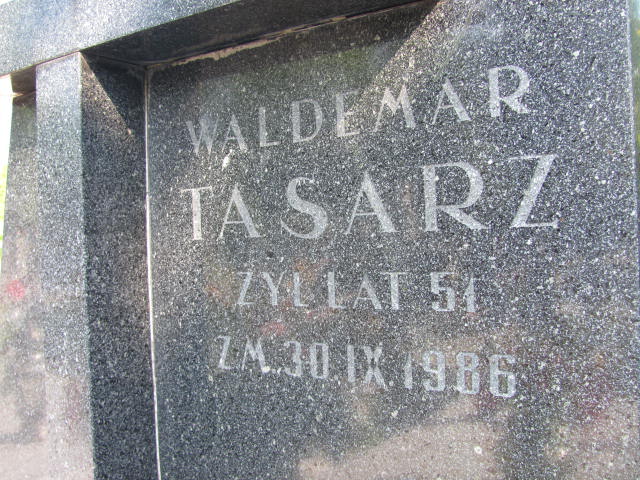 WALDEMAR
TASARZ
ŻYŁ LAT 51
ZM. 30.IX.1986